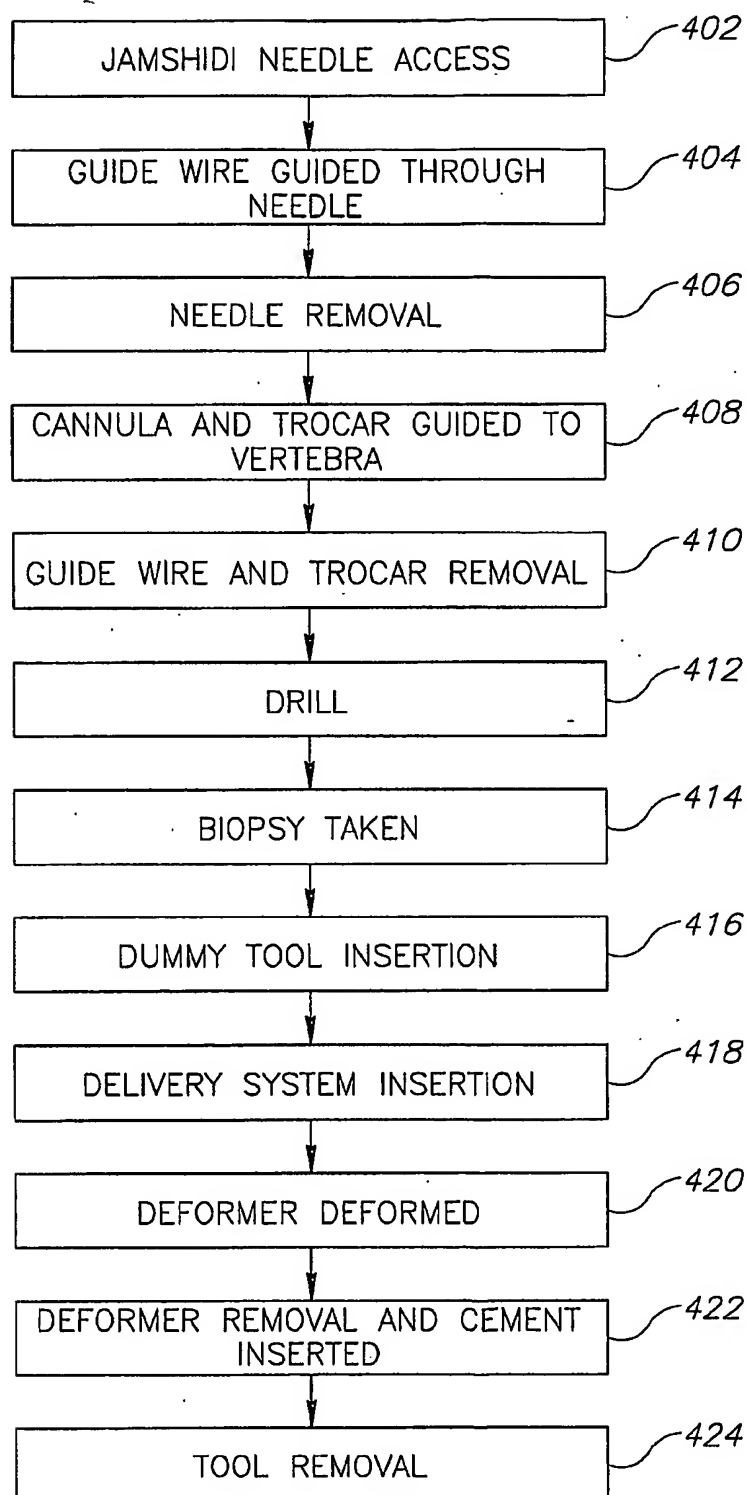 402
JAMSHIDI NEEDLE ACCESS
404
GUIDE WIRE GUIDED THROUGH
NEEDLE
406
NEEDLE REMOVAL
408
CANNULA AND TROCAR GUIDED TO
VERTEBRA
410
GUIDE WIRE AND TROCAR REMOVAL
412
DRILL
414
BIOPSY TAKEN
416
DUMMY TOOL INSERTION
418
DELIVERY SYSTEM INSERTION
420
DEFORMER DEFORMED
422
DEFORMER REMOVAL AND CEMENT
INSERTED
424
TOOL REMOVAL